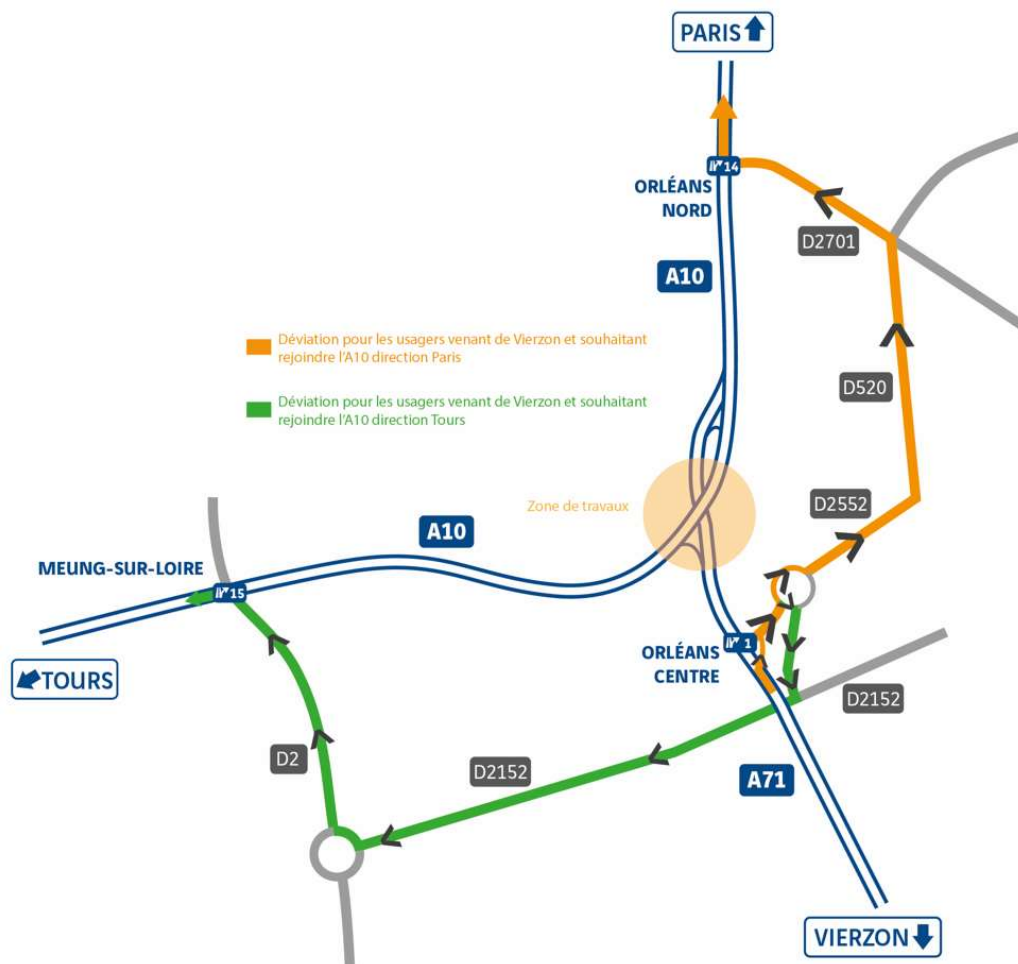 PARIS
14
ORLÉANS
NORD
D2701
A10
Déviation pour les usagers venant de Vierzon et souhaitant
rejoindre l'A10 direction Paris
D520
Déviation pour les usagers venant de Vierzon et souhaitant
rejoindre l'A10 direction Tours
Zone de travaux
D2552
A10
MEUNG-SUR-LOIRE
15
1
ORLÉANS
CENTRE
TOURS
D2152
D2
D2152
A71
VIERZON